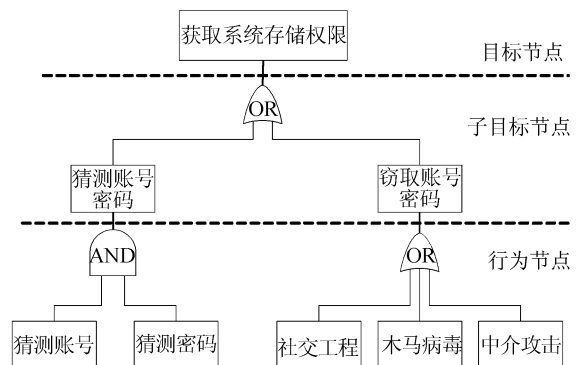 获取系统存储权限
目标节点
OR
子目标节点
猜测账号
密码
窃取账号
密码
AND
OR
行为节点
猜测账号
猜测密码
社交工程
木马病毒
中介攻击